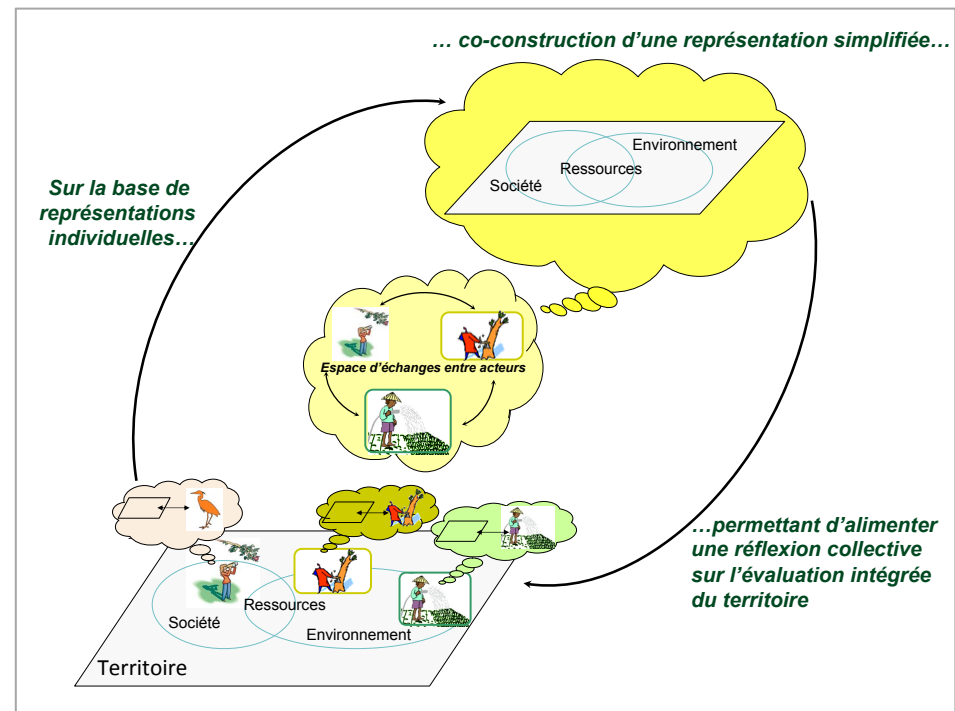 … co-construction d’une représentation simplifiée…
Environnement
Ressources
Société
Sur la base de
représentations
individuelles…
Espace d’échanges entre acteurs
…permettant d’alimenter
une réflexion collective
sur l’évaluation intégrée
du territoire
Ressources
Société
Environnement
Territoire